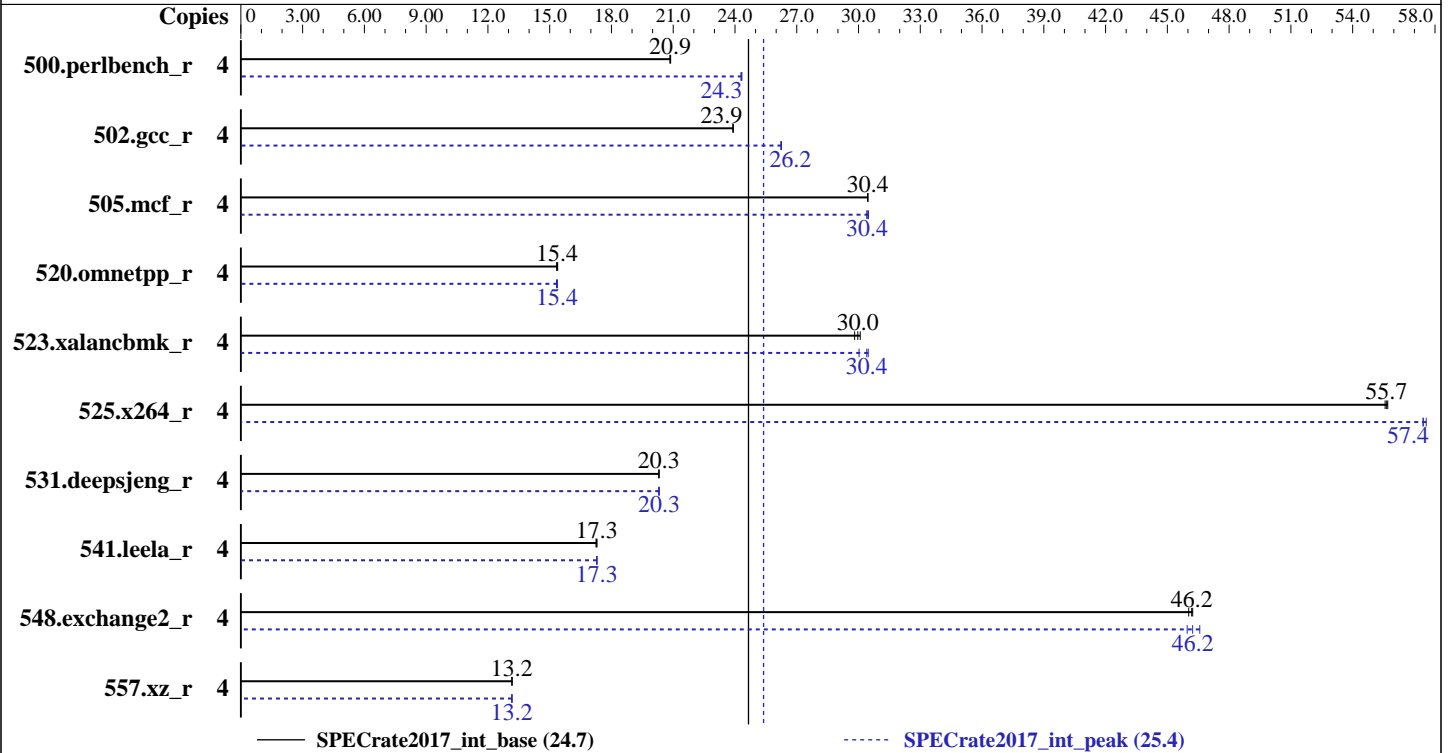 Copies 0 3.00 6.00 9.00 12.0 15.0 18.0 21.0 24.0 27.0 30.0 33.0 36.0 39.0 42.0 45.0 48.0 51.0 54.0 58.0
20.9
500.perlbench_r 4
24.3
23.9
502.gcc_r 4
26.2
30.4
505.mcf_r 4
30.4
15.4
520.omnetpp_r 4
15.4
30.0
523.xalancbmk_r 4
30.4
55.7
525.x264_r 4
57.4
20.3
531.deepsjeng_r 4
20.3
17.3
541.leela_r 4
17.3
46.2
548.exchange2_r 4
46.2
13.2
557.xz_r 4
13.2
SPECrate2017_int_base (24.7) SPECrate2017_int_peak (25.4)